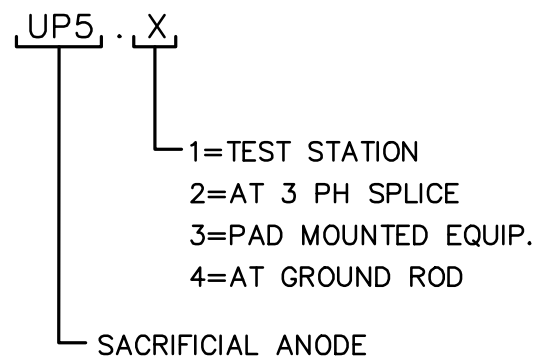 UP5.X
1=TEST STATION
2=AT 3 PH SPLICE
3=PAD MOUNTED EQUIP.
4=AT GROUND ROD
SACRIFICIAL ANODE